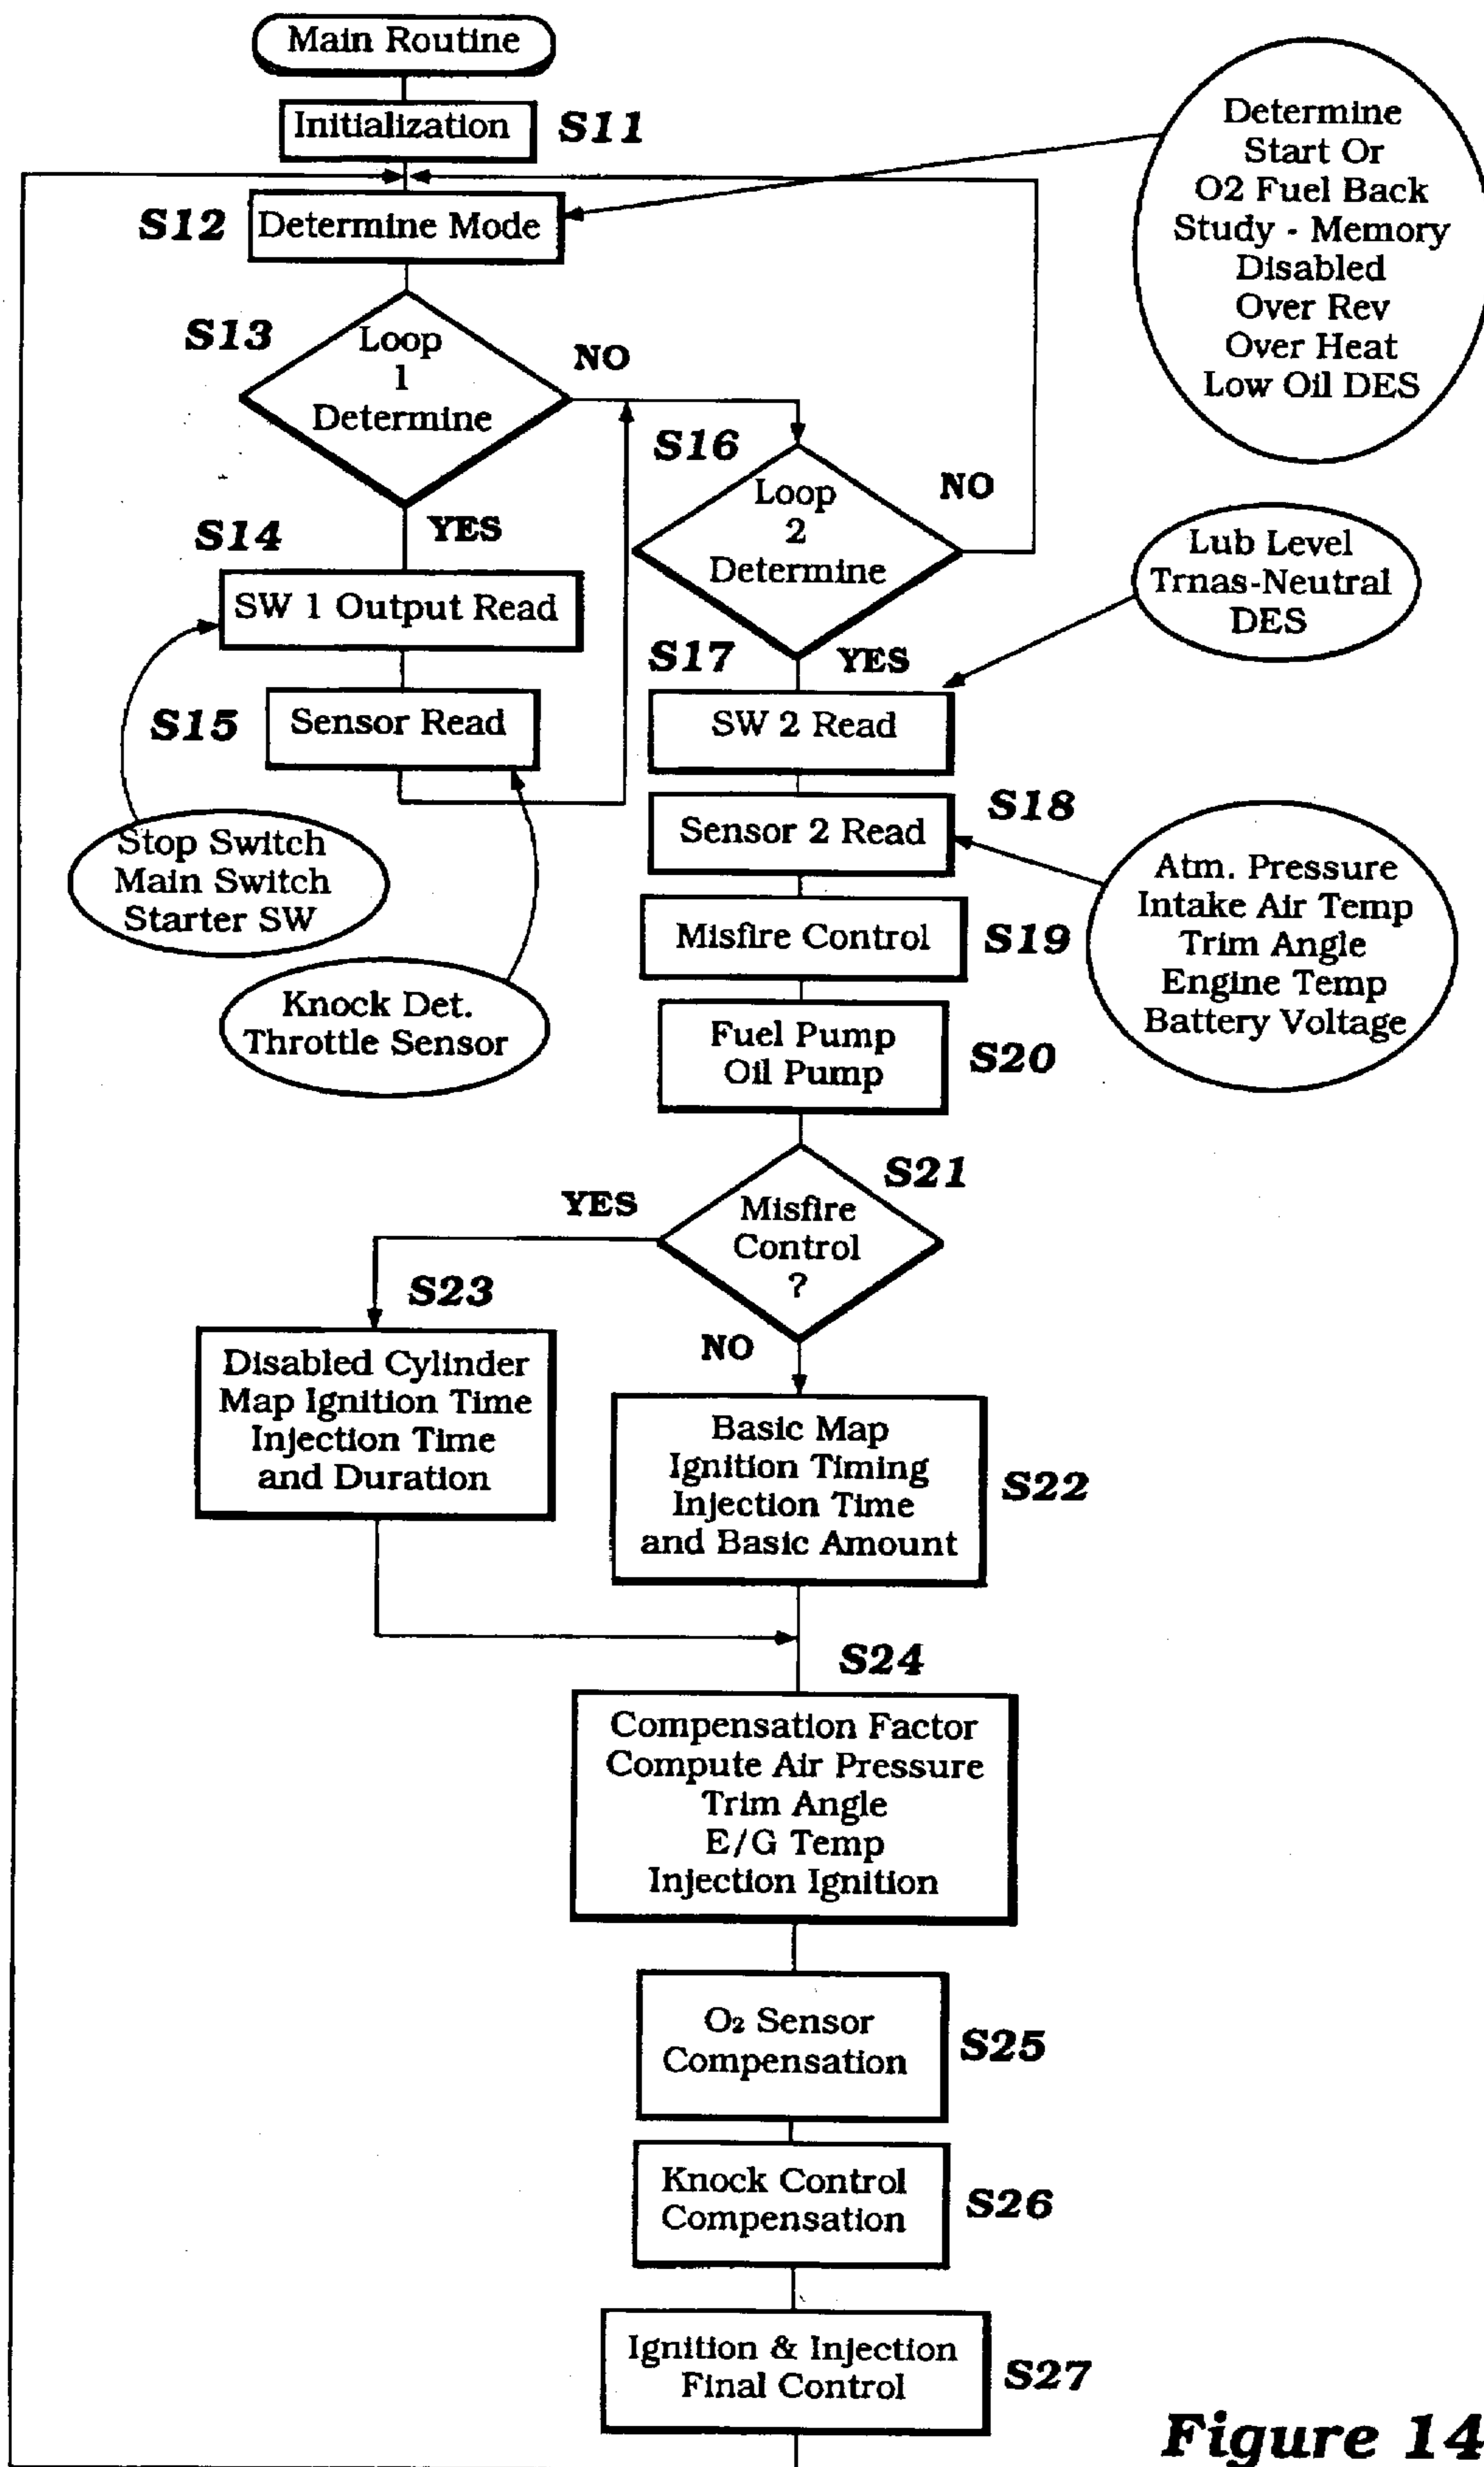 Main Routine
Initialization
S11
Determine
Start Or
O2 Fuel Back
Study - Memory
Disabled
Over Rev
Over Heat
Low Oil DES
S12
Determine Mode
S13
Loop
1
Determine
NO
YES
S14
SW 1 Output Read
S15
Sensor Read
Stop Switch
Main Switch
Starter SW
Knock Det.
Throttle Sensor
S16
Loop
2
Determine
NO
YES
Lub Level
Trnas-Neutral
DES
S17
SW 2 Read
S18
Sensor 2 Read
Atm. Pressure
Intake Air Temp
Trim Angle
Engine Temp
Battery Voltage
Misfire Control
S19
Fuel Pump
Oil Pump
S20
S21
Misfire
Control
?
YES
NO
S23
Disabled Cylinder
Map Ignition Time
Injection Time
and Duration
Basic Map
Ignition Timing
Injection Time
and Basic Amount
S22
S24
Compensation Factor
Compute Air Pressure
Trim Angle
E/G Temp
Injection Ignition
O2 Sensor
Compensation
S25
Knock Control
Compensation
S26
Ignition & Injection
Final Control
S27
Figure 14